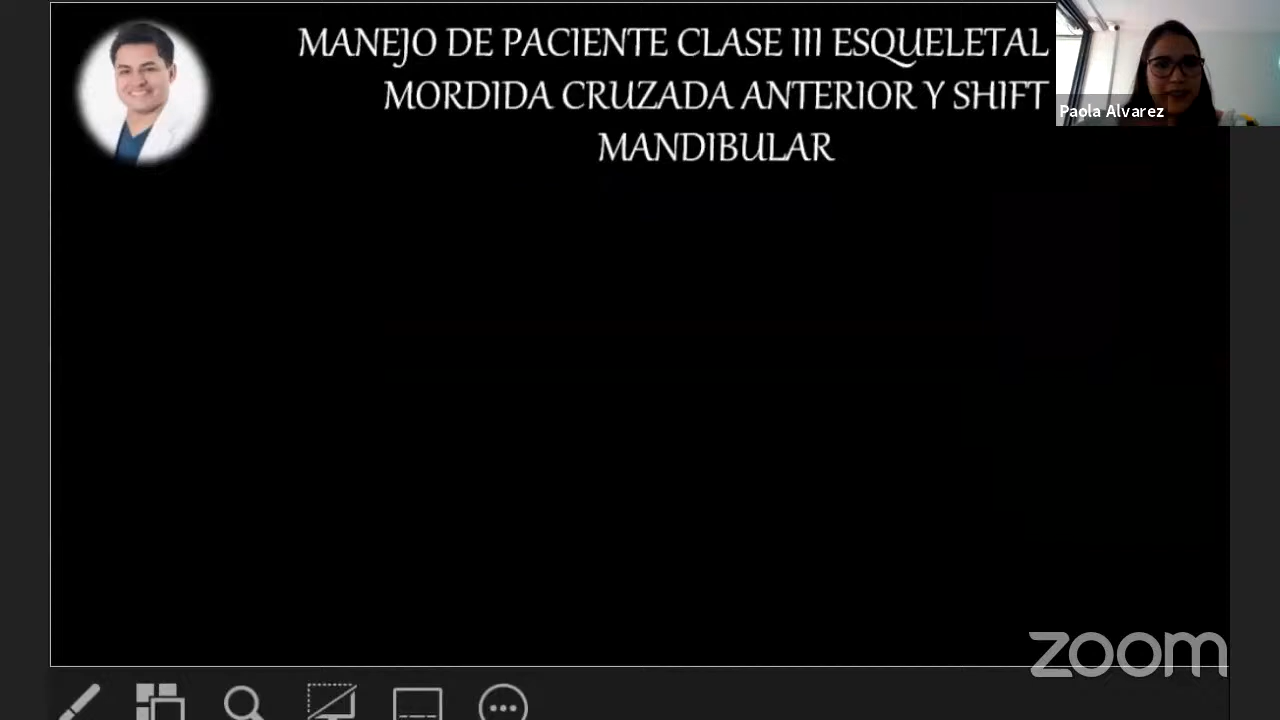 MANEJO DE PACIENTE CLASE III ESQUELETAL
MORDIDA CRUZADA ANTERIOR Y SHIFT
MANDIBULAR
Paola Alvarez
zoom